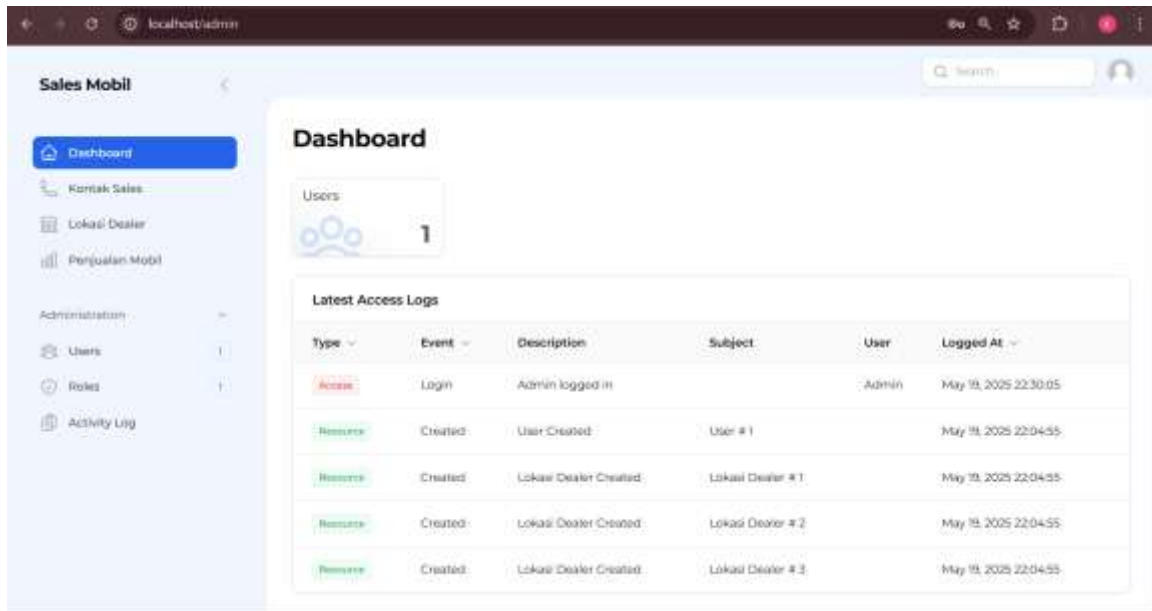 localhost/admin
Sales Mobil
Search
Dashboard
Kontak Sales
Lokasi Dealer
Penjualan Mobil
Administration
Users 1
Roles 1
Activity Log
Dashboard
Users
1
Latest Access Logs
Type Event Description Subject User Logged At
Access Login Admin logged in Admin May 19, 2025 22:30:05
Resource Created User Created User # 1 May 19, 2025 22:04:55
Resource Created Lokasi Dealer Created Lokasi Dealer # 1 May 19, 2025 22:04:55
Resource Created Lokasi Dealer Created Lokasi Dealer # 2 May 19, 2025 22:04:55
Resource Created Lokasi Dealer Created Lokasi Dealer # 3 May 19, 2025 22:04:55